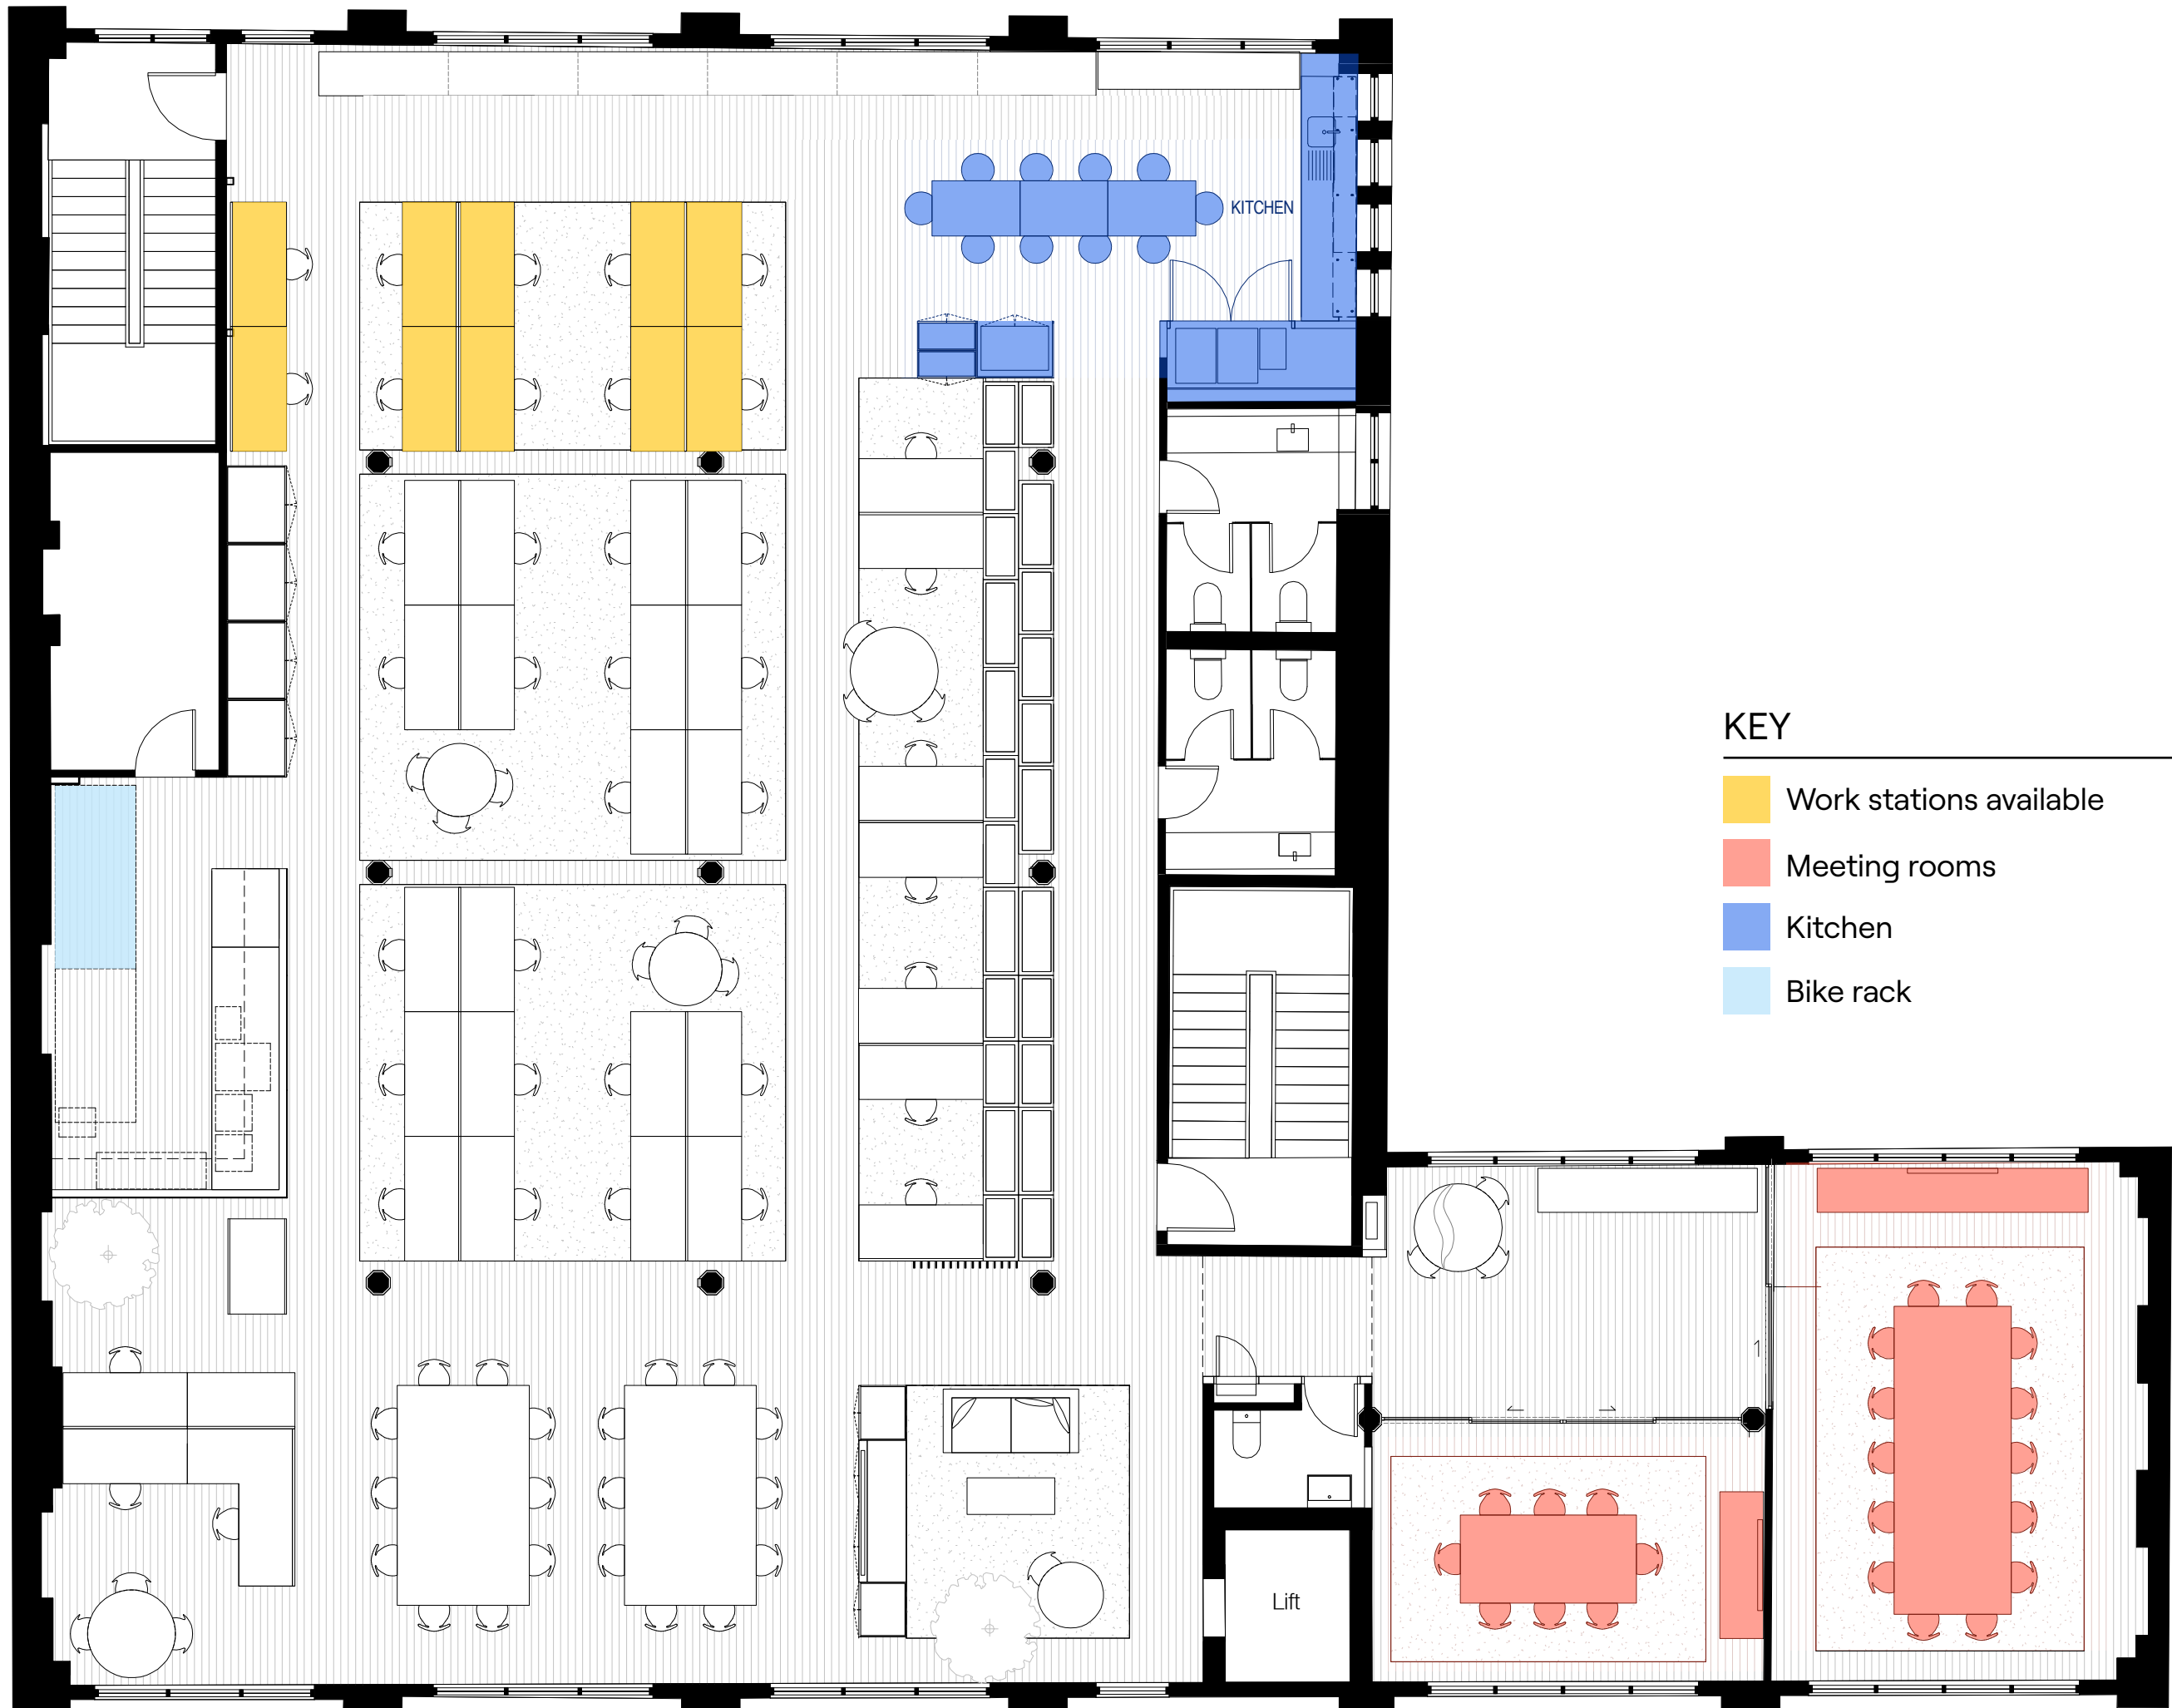 KITCHEN
KEY
Work stations available
Meeting rooms
Kitchen
Bike rack
Lift